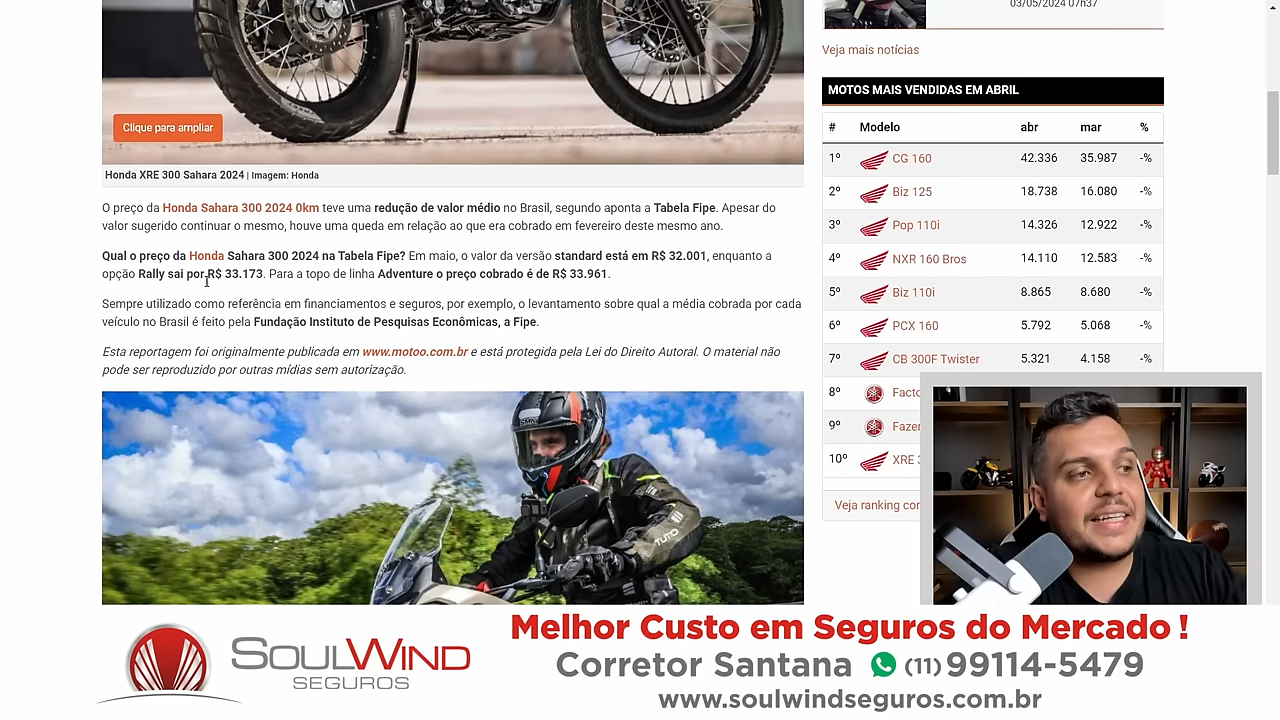 03/05/2024 07h37
Veja mais notícias
Clique para ampliar
Honda XRE 300 Sahara 2024 | Imagem: Honda
O preço da Honda Sahara 300 2024 0km teve uma redução de valor médio no Brasil, segundo aponta a Tabela Fipe. Apesar do
valor sugerido continuar o mesmo, houve uma queda em relação ao que era cobrado em fevereiro deste mesmo ano.
Qual o preço da Honda Sahara 300 2024 na Tabela Fipe? Em maio, o valor da versão standard está em R$ 32.001, enquanto a
opção Rally sai por R$ 33.173. Para a topo de linha Adventure o preço cobrado é de R$ 33.961.
Sempre utilizado como referência em financiamentos e seguros, por exemplo, o levantamento sobre qual a média cobrada por cada
veículo no Brasil é feito pela Fundação Instituto de Pesquisas Econômicas, a Fipe.
Esta reportagem foi originalmente publicada em www.motoo.com.br e está protegida pela Lei do Direito Autoral. O material não
pode ser reproduzido por outras mídias sem autorização.
MOTOS MAIS VENDIDAS EM ABRIL
# Modelo abr mar %
1º CG 160 42.336 35.987 -%
2º Biz 125 18.738 16.080 -%
3º Pop 110i 14.326 12.922 -%
4º NXR 160 Bros 14.110 12.583 -%
5º Biz 110i 8.865 8.680 -%
6º PCX 160 5.792 5.068 -%
7º CB 300F Twister 5.321 4.158 -%
8º Facto
9º Fazer
10º XRE
Veja ranking
TUTO
SOULWIND
SEGUROS
Melhor Custo em Seguros do Mercado !
Corretor Santana (11) 99114-5479
www.soulwindseguros.com.br